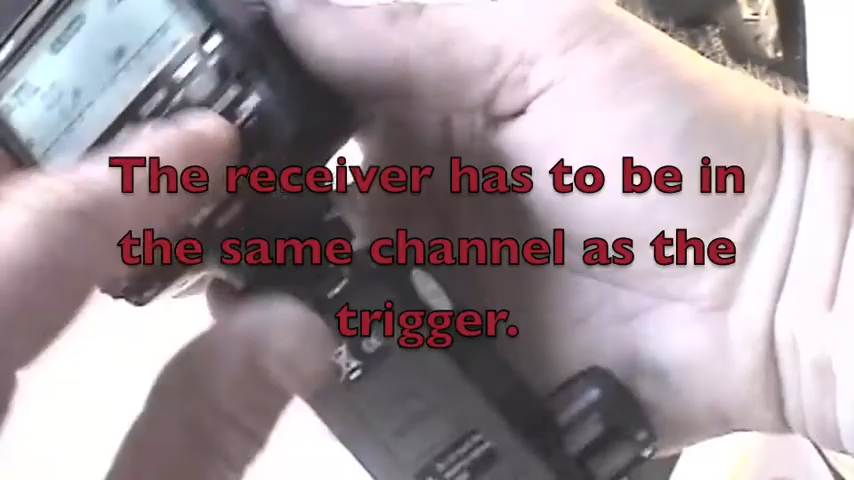 The receiver has to be in
the same channel as the
trigger.